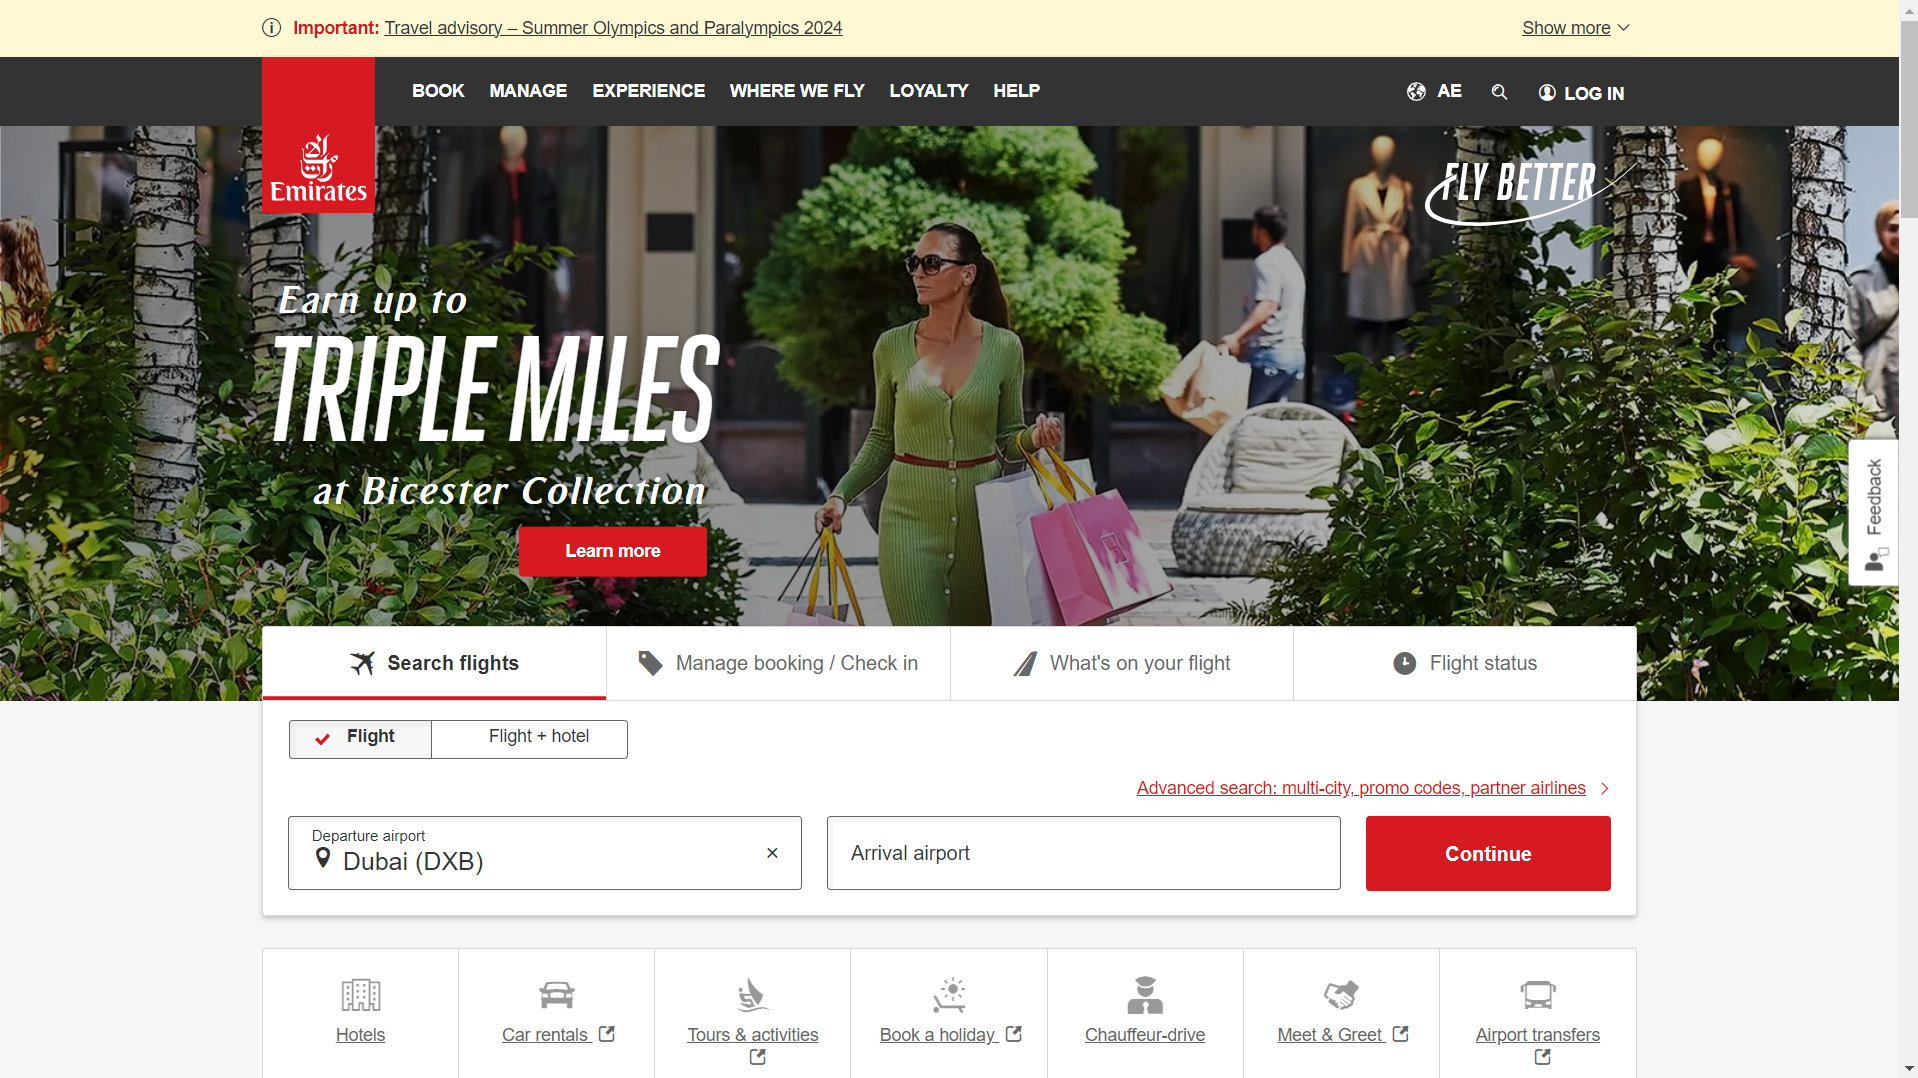 Important: Travel advisory – Summer Olympics and Paralympics 2024
Show more
BOOK MANAGE EXPERIENCE WHERE WE FLY LOYALTY HELP
AE
LOG IN
Emirates
FLY BETTER
Earn up to
TRIPLE MILES
at Bicester Collection
Learn more
Feedback
Search flights
Manage booking / Check in
What's on your flight
Flight status
Flight
Flight + hotel
Advanced search: multi-city, promo codes, partner airlines
Departure airport
Dubai (DXB)
Arrival airport
Continue
Hotels
Car rentals
Tours & activities
Book a holiday
Chauffeur-drive
Meet & Greet
Airport transfers